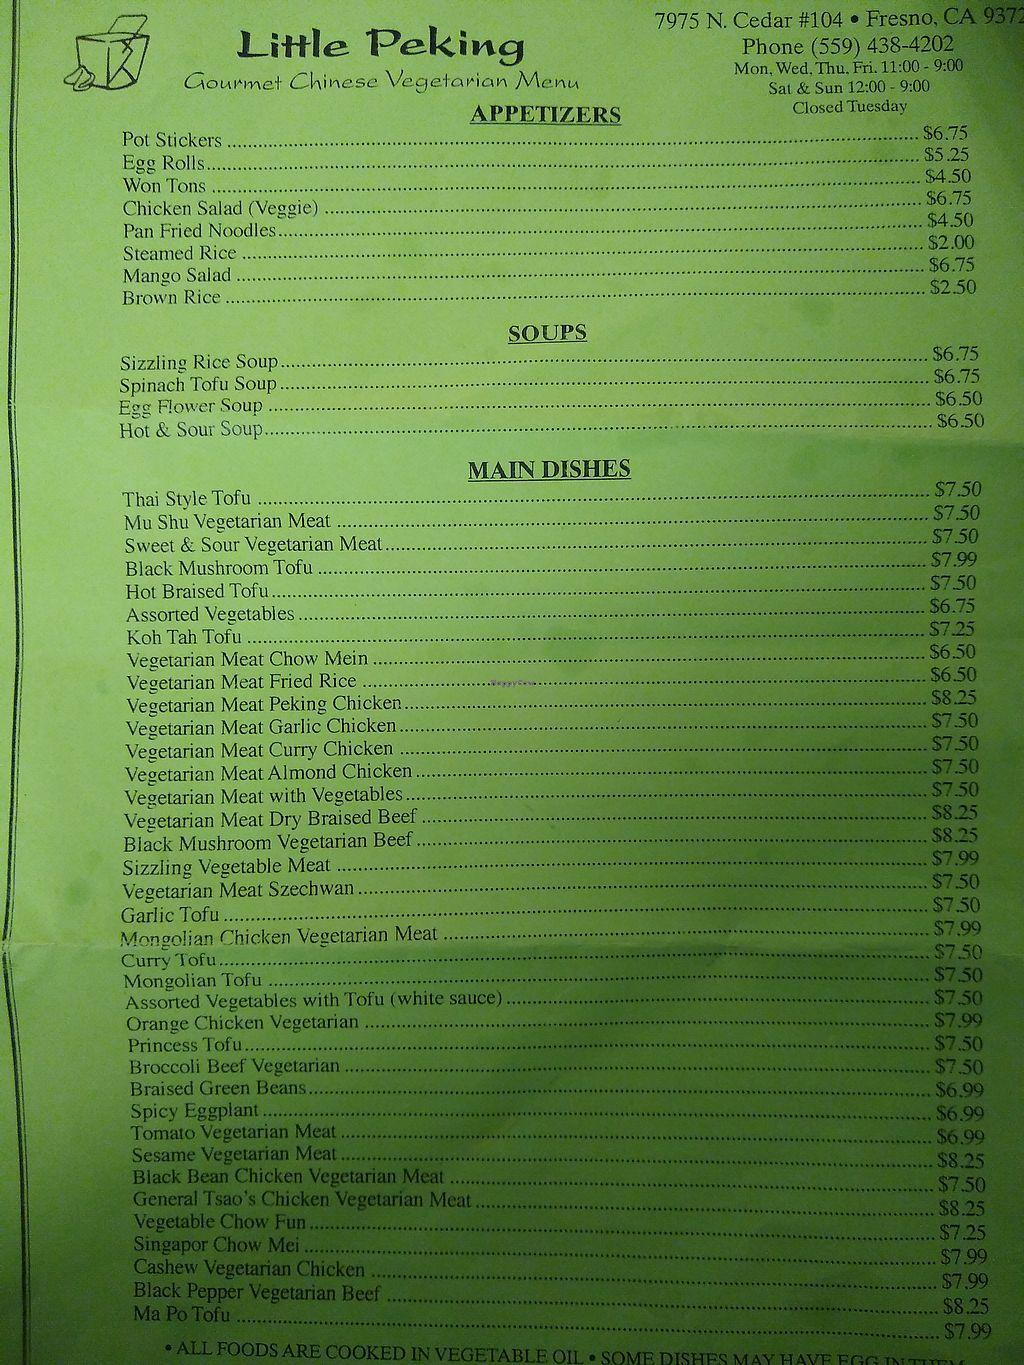 Little Peking
Gourmet Chinese Vegetarian Menu
7975 N. Cedar #104 • Fresno, CA 9372
Phone (559) 438-4202
Mon, Wed, Thu, Fri. 11:00 - 9:00
Sat & Sun 12:00 - 9:00
Closed Tuesday
APPETIZERS
Pot Stickers $6.75
Egg Rolls $5.25
Won Tons $4.50
Chicken Salad (Veggie) $6.75
Pan Fried Noodles $4.50
Steamed Rice $2.00
Mango Salad $6.75
Brown Rice $2.50
SOUPS
Sizzling Rice Soup $6.75
Spinach Tofu Soup $6.75
Egg Flower Soup $6.50
Hot & Sour Soup $6.50
MAIN DISHES
Thai Style Tofu $7.50
Mu Shu Vegetarian Meat $7.50
Sweet & Sour Vegetarian Meat $7.50
Black Mushroom Tofu $7.99
Hot Braised Tofu $7.50
Assorted Vegetables $6.75
Koh Tah Tofu $7.25
Vegetarian Meat Chow Mein $6.50
Vegetarian Meat Fried Rice $6.50
Vegetarian Meat Peking Chicken $8.25
Vegetarian Meat Garlic Chicken $7.50
Vegetarian Meat Curry Chicken $7.50
Vegetarian Meat Almond Chicken $7.50
Vegetarian Meat with Vegetables $7.50
Vegetarian Meat Dry Braised Beef $8.25
Black Mushroom Vegetarian Beef $8.25
Sizzling Vegetable Meat $7.99
Vegetarian Meat Szechwan $7.50
Garlic Tofu $7.50
Mongolian Chicken Vegetarian Meat $7.99
Curry Tofu $7.50
Mongolian Tofu $7.50
Assorted Vegetables with Tofu (white sauce) $7.50
Orange Chicken Vegetarian $7.99
Princess Tofu $7.50
Broccoli Beef Vegetarian $7.50
Braised Green Beans $6.99
Spicy Eggplant $6.99
Tomato Vegetarian Meat $6.99
Sesame Vegetarian Meat $8.25
Black Bean Chicken Vegetarian Meat $7.50
General Tsao's Chicken Vegetarian Meat $8.25
Vegetable Chow Fun $7.25
Singapor Chow Mei $7.99
Cashew Vegetarian Chicken $7.99
Black Pepper Vegetarian Beef $8.25
Ma Po Tofu $7.99
• ALL FOODS ARE COOKED IN VEGETABLE OIL • SOME DISHES MAY HAVE EGG IN